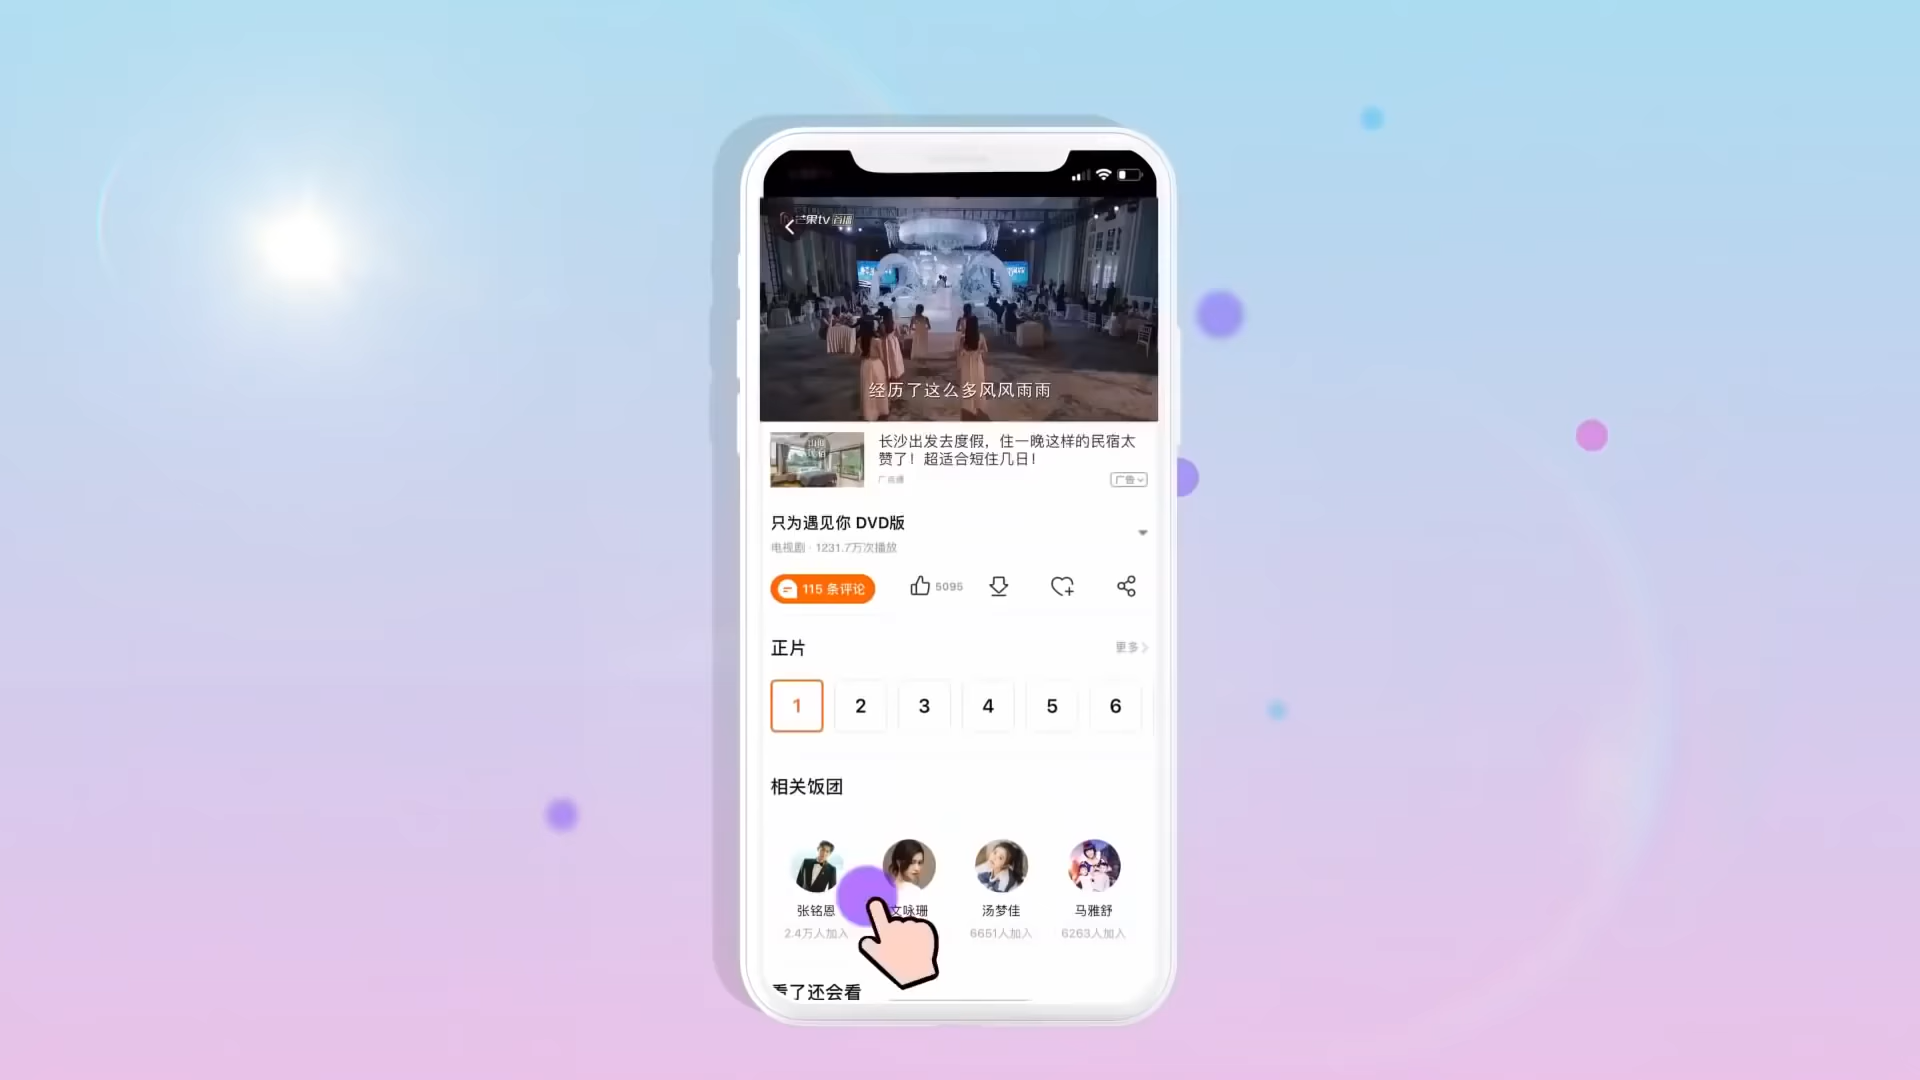 芒果tv 首播
经历了这么多风风雨雨
长沙出发去度假，住一晚这样的民宿太
赞了！超适合短住几日！
广告
只为遇见你 DVD版
电视剧 · 1231.7万次播放
115 条评论
5095
正片
更多
1 2 3 4 5 6
相关饭团
张铭恩 文咏珊 汤梦佳 马雅舒
2.4万人加入 6651人加入 6263人加入
看了还会看